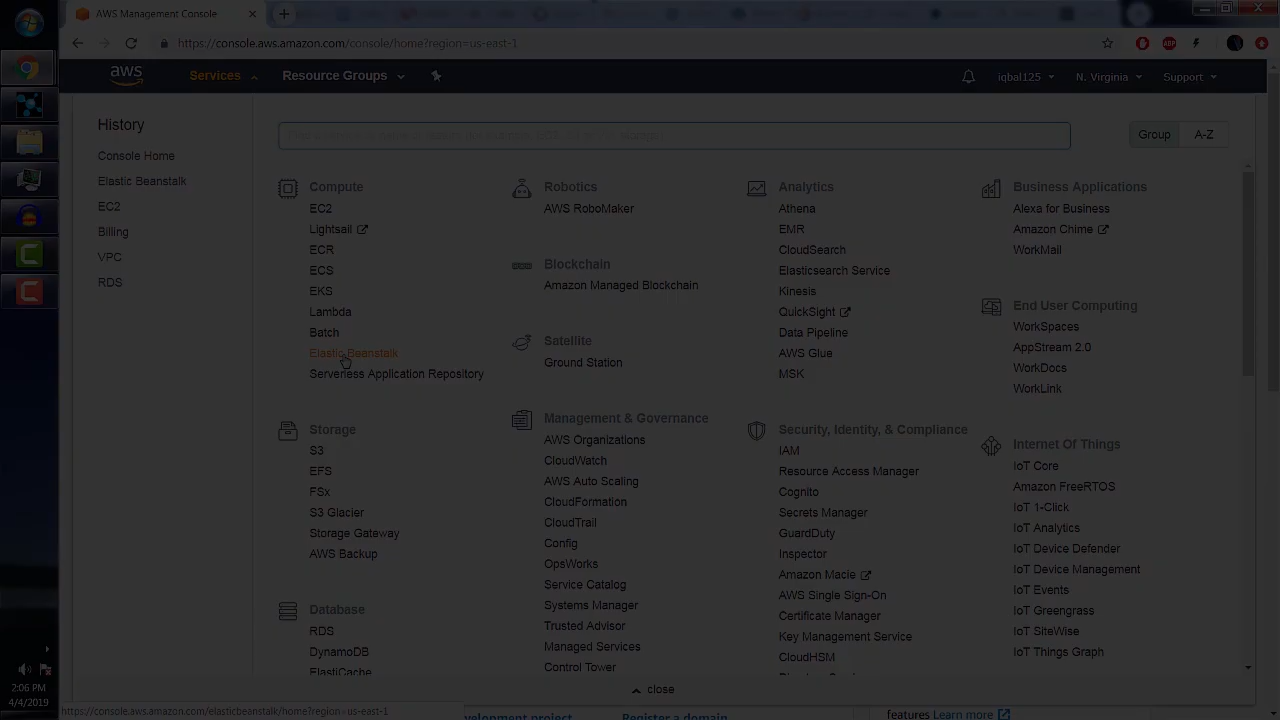 AWS Management Console
https://console.aws.amazon.com/console/home?region=us-east-1
ABP
aws
Services
Resource Groups
iqbal125
N. Virginia
Support
History
Console Home
Elastic Beanstalk
EC2
Billing
VPC
RDS
Group
A-Z
Compute
EC2
Lightsail
ECR
ECS
EKS
Lambda
Batch
Elastic Beanstalk
Serverless Application Repository
Storage
S3
EFS
FSx
S3 Glacier
Storage Gateway
AWS Backup
Database
RDS
DynamoDB
ElastiCache
Robotics
AWS RoboMaker
Blockchain
Amazon Managed Blockchain
Satellite
Ground Station
Management & Governance
AWS Organizations
CloudWatch
AWS Auto Scaling
CloudFormation
CloudTrail
Config
OpsWorks
Service Catalog
Systems Manager
Trusted Advisor
Managed Services
Control Tower
Analytics
Athena
EMR
CloudSearch
Elasticsearch Service
Kinesis
QuickSight
Data Pipeline
AWS Glue
MSK
Security, Identity, & Compliance
IAM
Resource Access Manager
Cognito
Secrets Manager
GuardDuty
Inspector
Amazon Macie
AWS Single Sign-On
Certificate Manager
Key Management Service
CloudHSM
Business Applications
Alexa for Business
Amazon Chime
WorkMail
End User Computing
WorkSpaces
AppStream 2.0
WorkDocs
WorkLink
Internet Of Things
IoT Core
Amazon FreeRTOS
IoT 1-Click
IoT Analytics
IoT Device Defender
IoT Device Management
IoT Events
IoT Greengrass
IoT SiteWise
IoT Things Graph
close
https://console.aws.amazon.com/elasticbeanstalk/home?region=us-east-1
development project
Register a domain
features Learn more
2:06 PM
4/4/2019